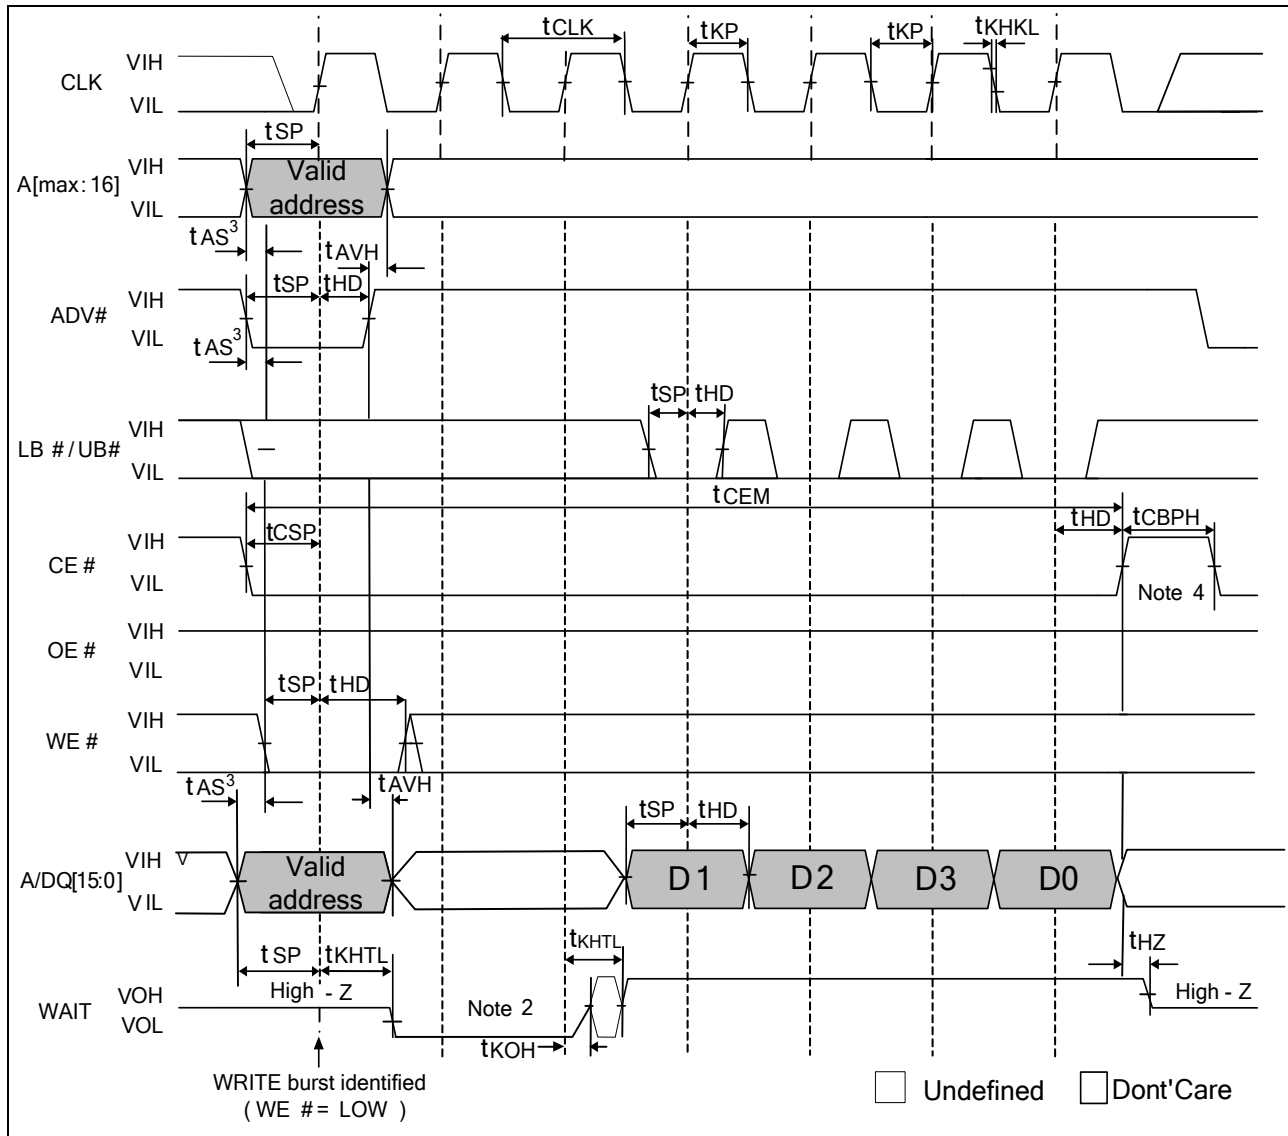 tCLK tKP tKP tKHKL
CLK VIH
VIL
tSP
A[max:16] VIH
VIL
Valid
address
tAS3 tAVH
tSP tHD
ADV# VIH
VIL
tAS3
tSP tHD
LB #/UB# VIH
VIL
tCEM
tCSP tHD tCBPH
CE # VIH
VIL
Note 4
OE # VIH
VIL
tSP tHD
WE # VIH
VIL
tAS3 tAVH
tSP tHD
A/DQ[15:0] VIH V
VIL
Valid
address
D1 D2 D3 D0
tSP tKHTL tKHTL tHZ
WAIT VOH
VOL
High - Z Note 2 High - Z
tKOH
WRITE burst identified
( WE #= LOW )
Undefined Dont'Care